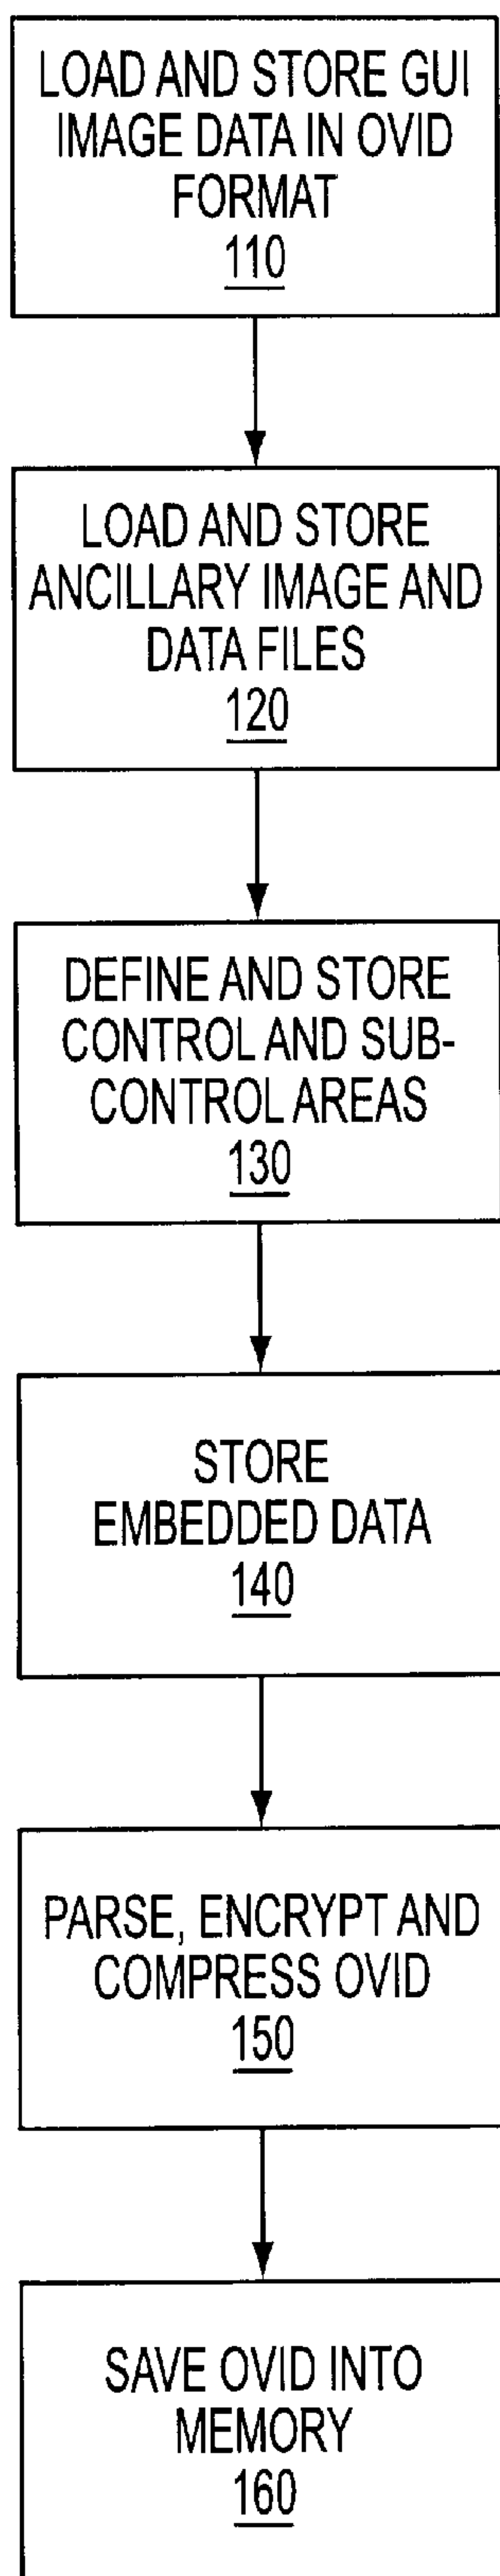 LOAD AND STORE GUI
IMAGE DATA IN OVID
FORMAT
110
LOAD AND STORE
ANCILLARY IMAGE AND
DATA FILES
120
DEFINE AND STORE
CONTROL AND SUB-
CONTROL AREAS
130
STORE
EMBEDDED DATA
140
PARSE, ENCRYPT AND
COMPRESS OVID
150
SAVE OVID INTO
MEMORY
160